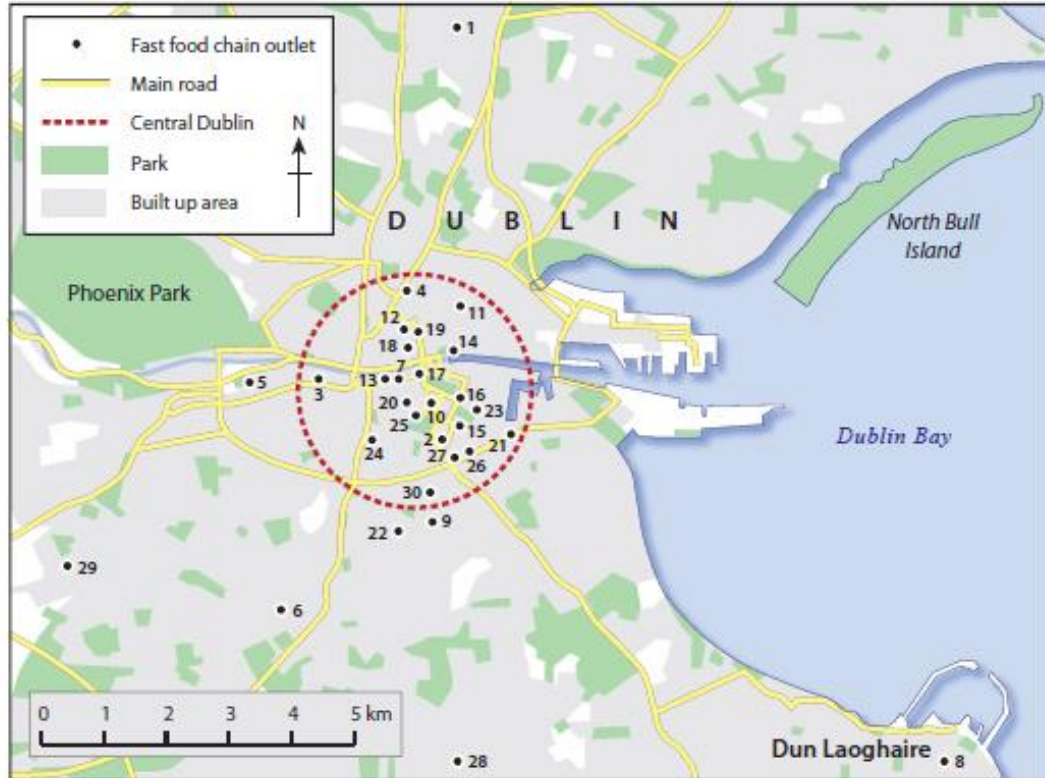 Fast food chain outlet
Main road
Central Dublin
N
Park
Built up area
1
D U B L I N
North Bull
Island
Phoenix Park
4
11
12
19
18
14
7
17
13
5
3
16
20
10
23
25
15
2
21
24
27
26
30
9
22
29
6
0 1 2 3 4 5 km
Dublin Bay
Dun Laoghaire
8
28